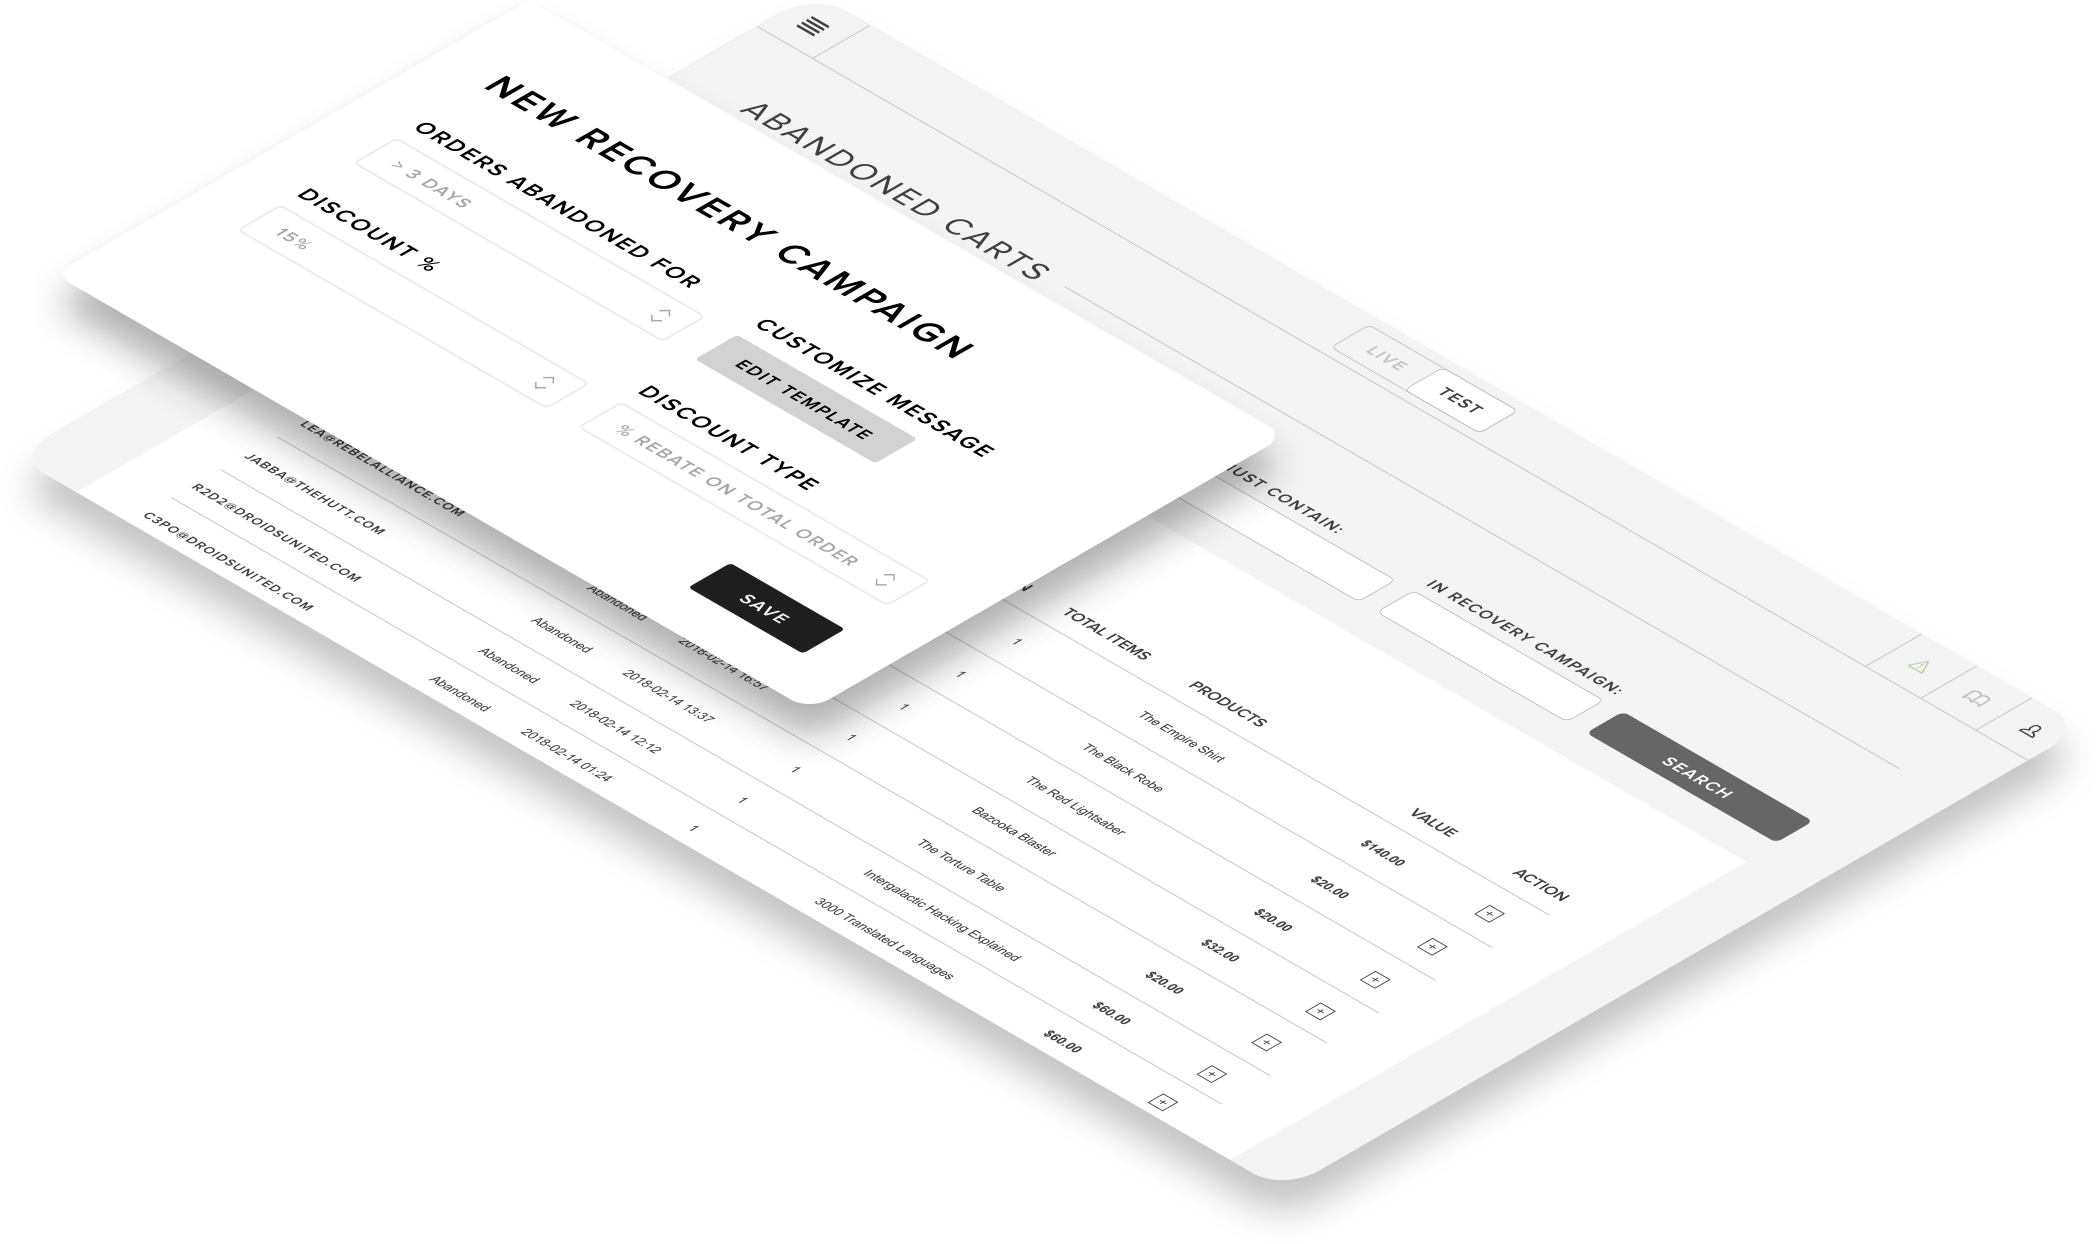 NEW RECOVERY CAMPAIGN
ORDERS ABANDONED FOR
> 3 DAYS
CUSTOMIZE MESSAGE
EDIT TEMPLATE
DISCOUNT %
15%
DISCOUNT TYPE
% REBATE ON TOTAL ORDER
SAVE
ABANDONED CARTS
LIVE
TEST
CONTAIN:
IN RECOVERY CAMPAIGN:
SEARCH
TOTAL ITEMS PRODUCTS VALUE ACTION
1 The Empire Shirt $140.00
1 The Black Robe $20.00
1 The Red Lightsaber $20.00
LEA@REBELALLIANCE.COM Abandoned 2018-02-14 16:57 1 Bazooka Blaster $32.00
JABBA@THEHUTT.COM Abandoned 2018-02-14 13:37 1 The Torture Table $20.00
R2D2@DROIDSUNITED.COM Abandoned 2018-02-14 12:12 1 Intergalactic Hacking Explained $60.00
C3PO@DROIDSUNITED.COM Abandoned 2018-02-14 01:24 1 3000 Translated Languages $60.00